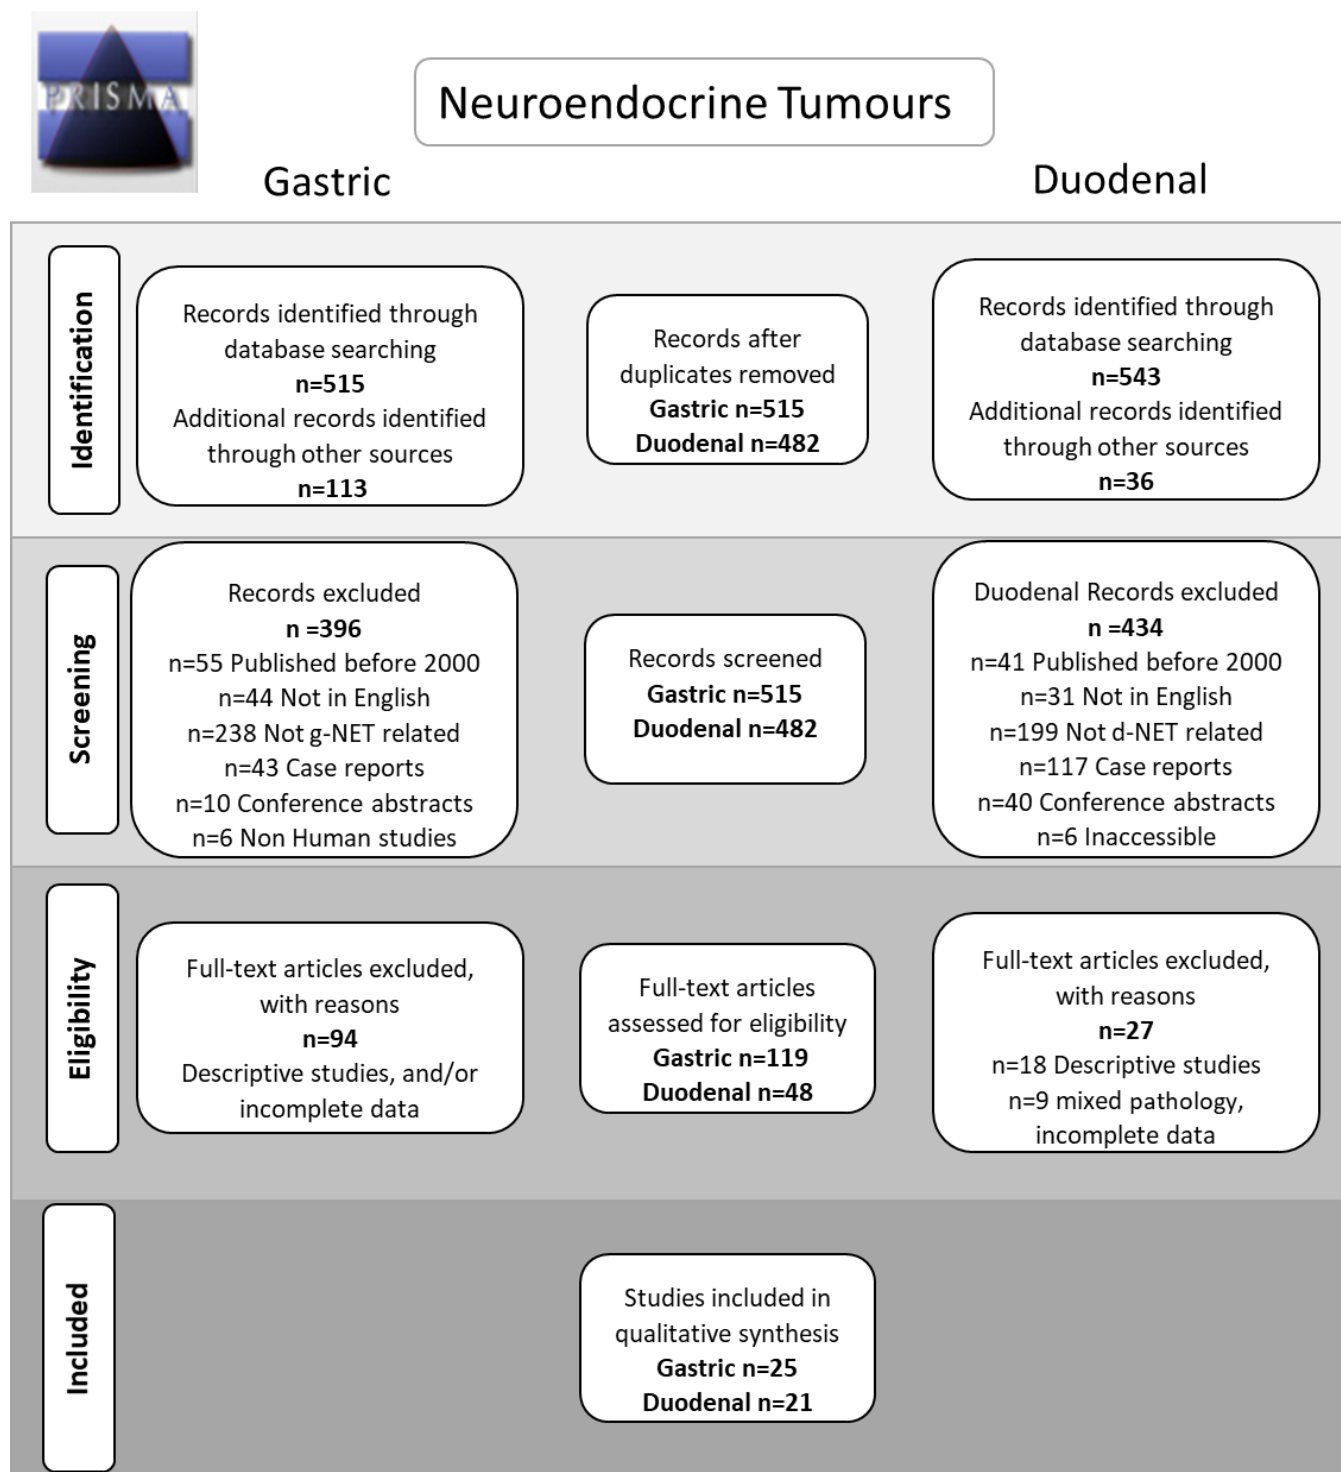 PRISMA
Neuroendocrine Tumours
Gastric
Duodenal
Identification
Records identified through
database searching
n=515
Additional records identified
through other sources
n=113
Records after
duplicates removed
Gastric n=515
Duodenal n=482
Records identified through
database searching
n=543
Additional records identified
through other sources
n=36
Screening
Records excluded
n =396
n=55 Published before 2000
n=44 Not in English
n=238 Not g-NET related
n=43 Case reports
n=10 Conference abstracts
n=6 Non Human studies
Records screened
Gastric n=515
Duodenal n=482
Duodenal Records excluded
n =434
n=41 Published before 2000
n=31 Not in English
n=199 Not d-NET related
n=117 Case reports
n=40 Conference abstracts
n=6 Inaccessible
Eligibility
Full-text articles excluded,
with reasons
n=94
Descriptive studies, and/or
incomplete data
Full-text articles
assessed for eligibility
Gastric n=119
Duodenal n=48
Full-text articles excluded,
with reasons
n=27
n=18 Descriptive studies
n=9 mixed pathology,
incomplete data
Included
Studies included in
qualitative synthesis
Gastric n=25
Duodenal n=21